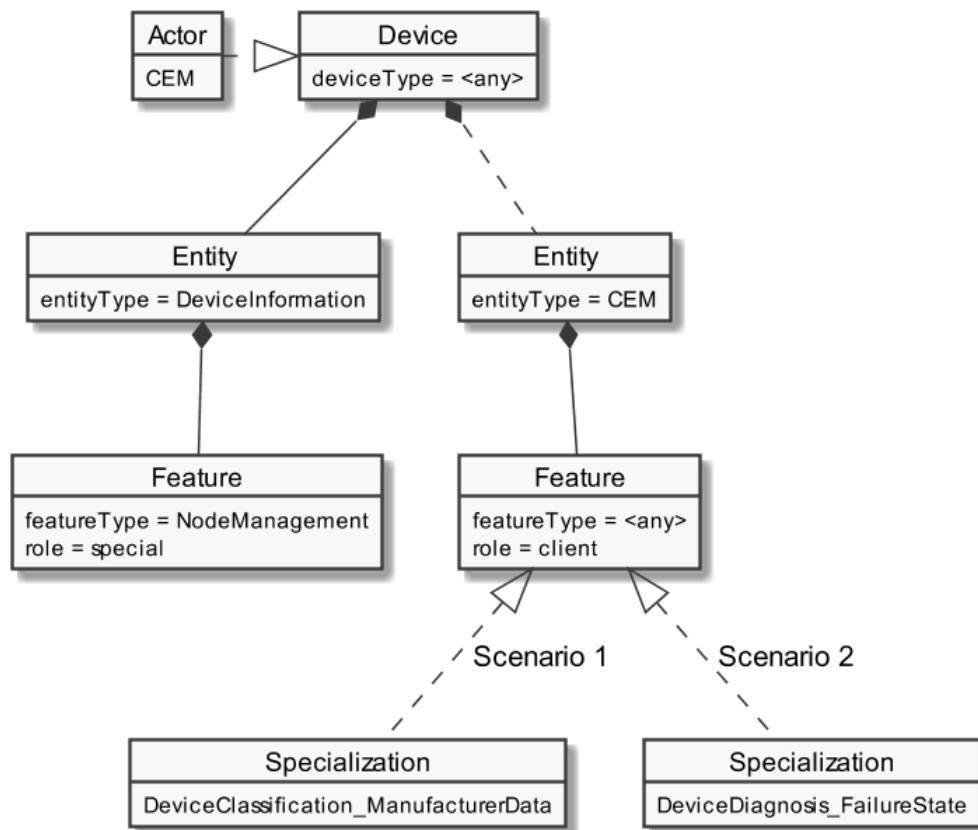 Actor
CEM
Device
deviceType = <any>
Entity
entityType = DeviceInformation
Entity
entityType = CEM
Feature
featureType = NodeManagement
role = special
Feature
featureType = <any>
role = client
Scenario 1
Scenario 2
Specialization
DeviceClassification_ManufacturerData
Specialization
DeviceDiagnosis_FailureState